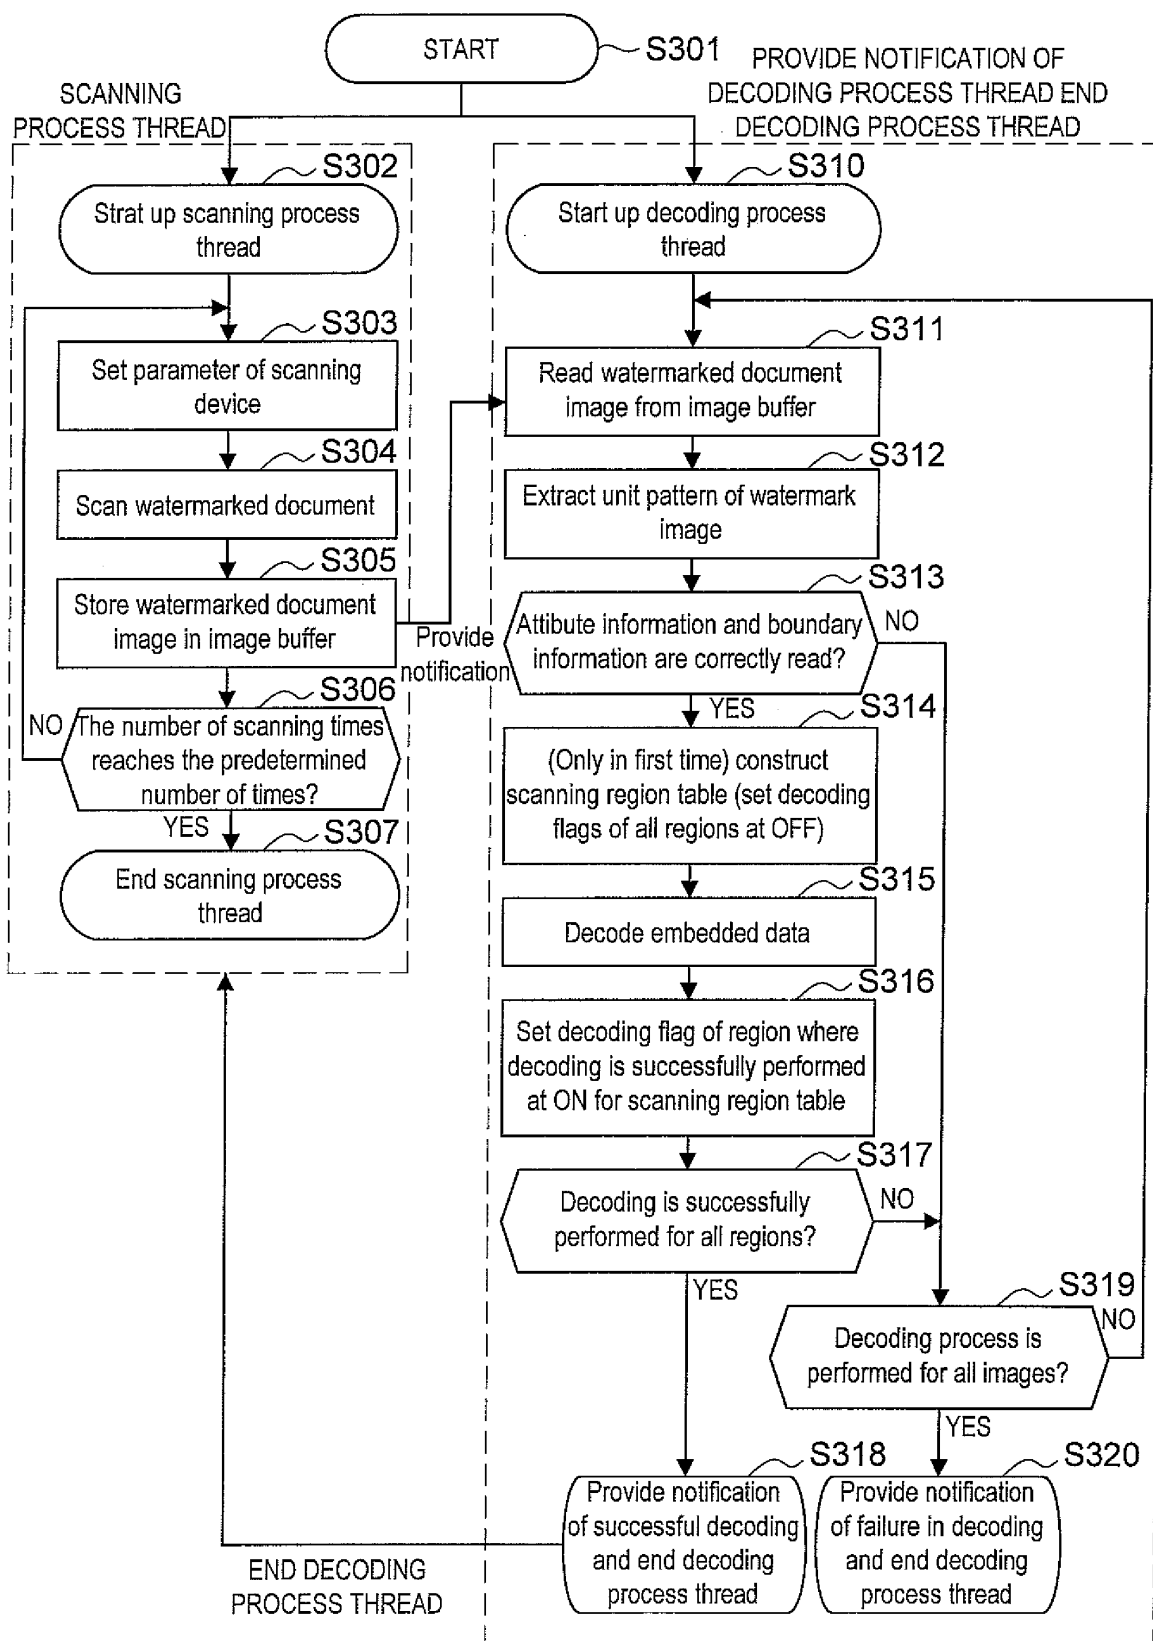 START
S301
PROVIDE NOTIFICATION OF
DECODING PROCESS THREAD END
DECODING PROCESS THREAD
SCANNING
PROCESS THREAD
S302
Strat up scanning process
thread
S303
Set parameter of scanning
device
S304
Scan watermarked document
S305
Store watermarked document
image in image buffer
Provide
notification
S306
NO
The number of scanning times
reaches the predetermined
number of times?
YES
S307
End scanning process
thread
S310
Start up decoding process
thread
S311
Read watermarked document
image from image buffer
S312
Extract unit pattern of watermark
image
S313
Attibute information and boundary
information are correctly read?
NO
YES
S314
(Only in first time) construct
scanning region table (set decoding
flags of all regions at OFF)
S315
Decode embedded data
S316
Set decoding flag of region where
decoding is successfully performed
at ON for scanning region table
S317
Decoding is successfully
performed for all regions?
NO
YES
S319
NO
Decoding process is
performed for all images?
YES
S318
Provide notification
of successful decoding
and end decoding
process thread
S320
Provide notification
of failure in decoding
and end decoding
process thread
END DECODING
PROCESS THREAD